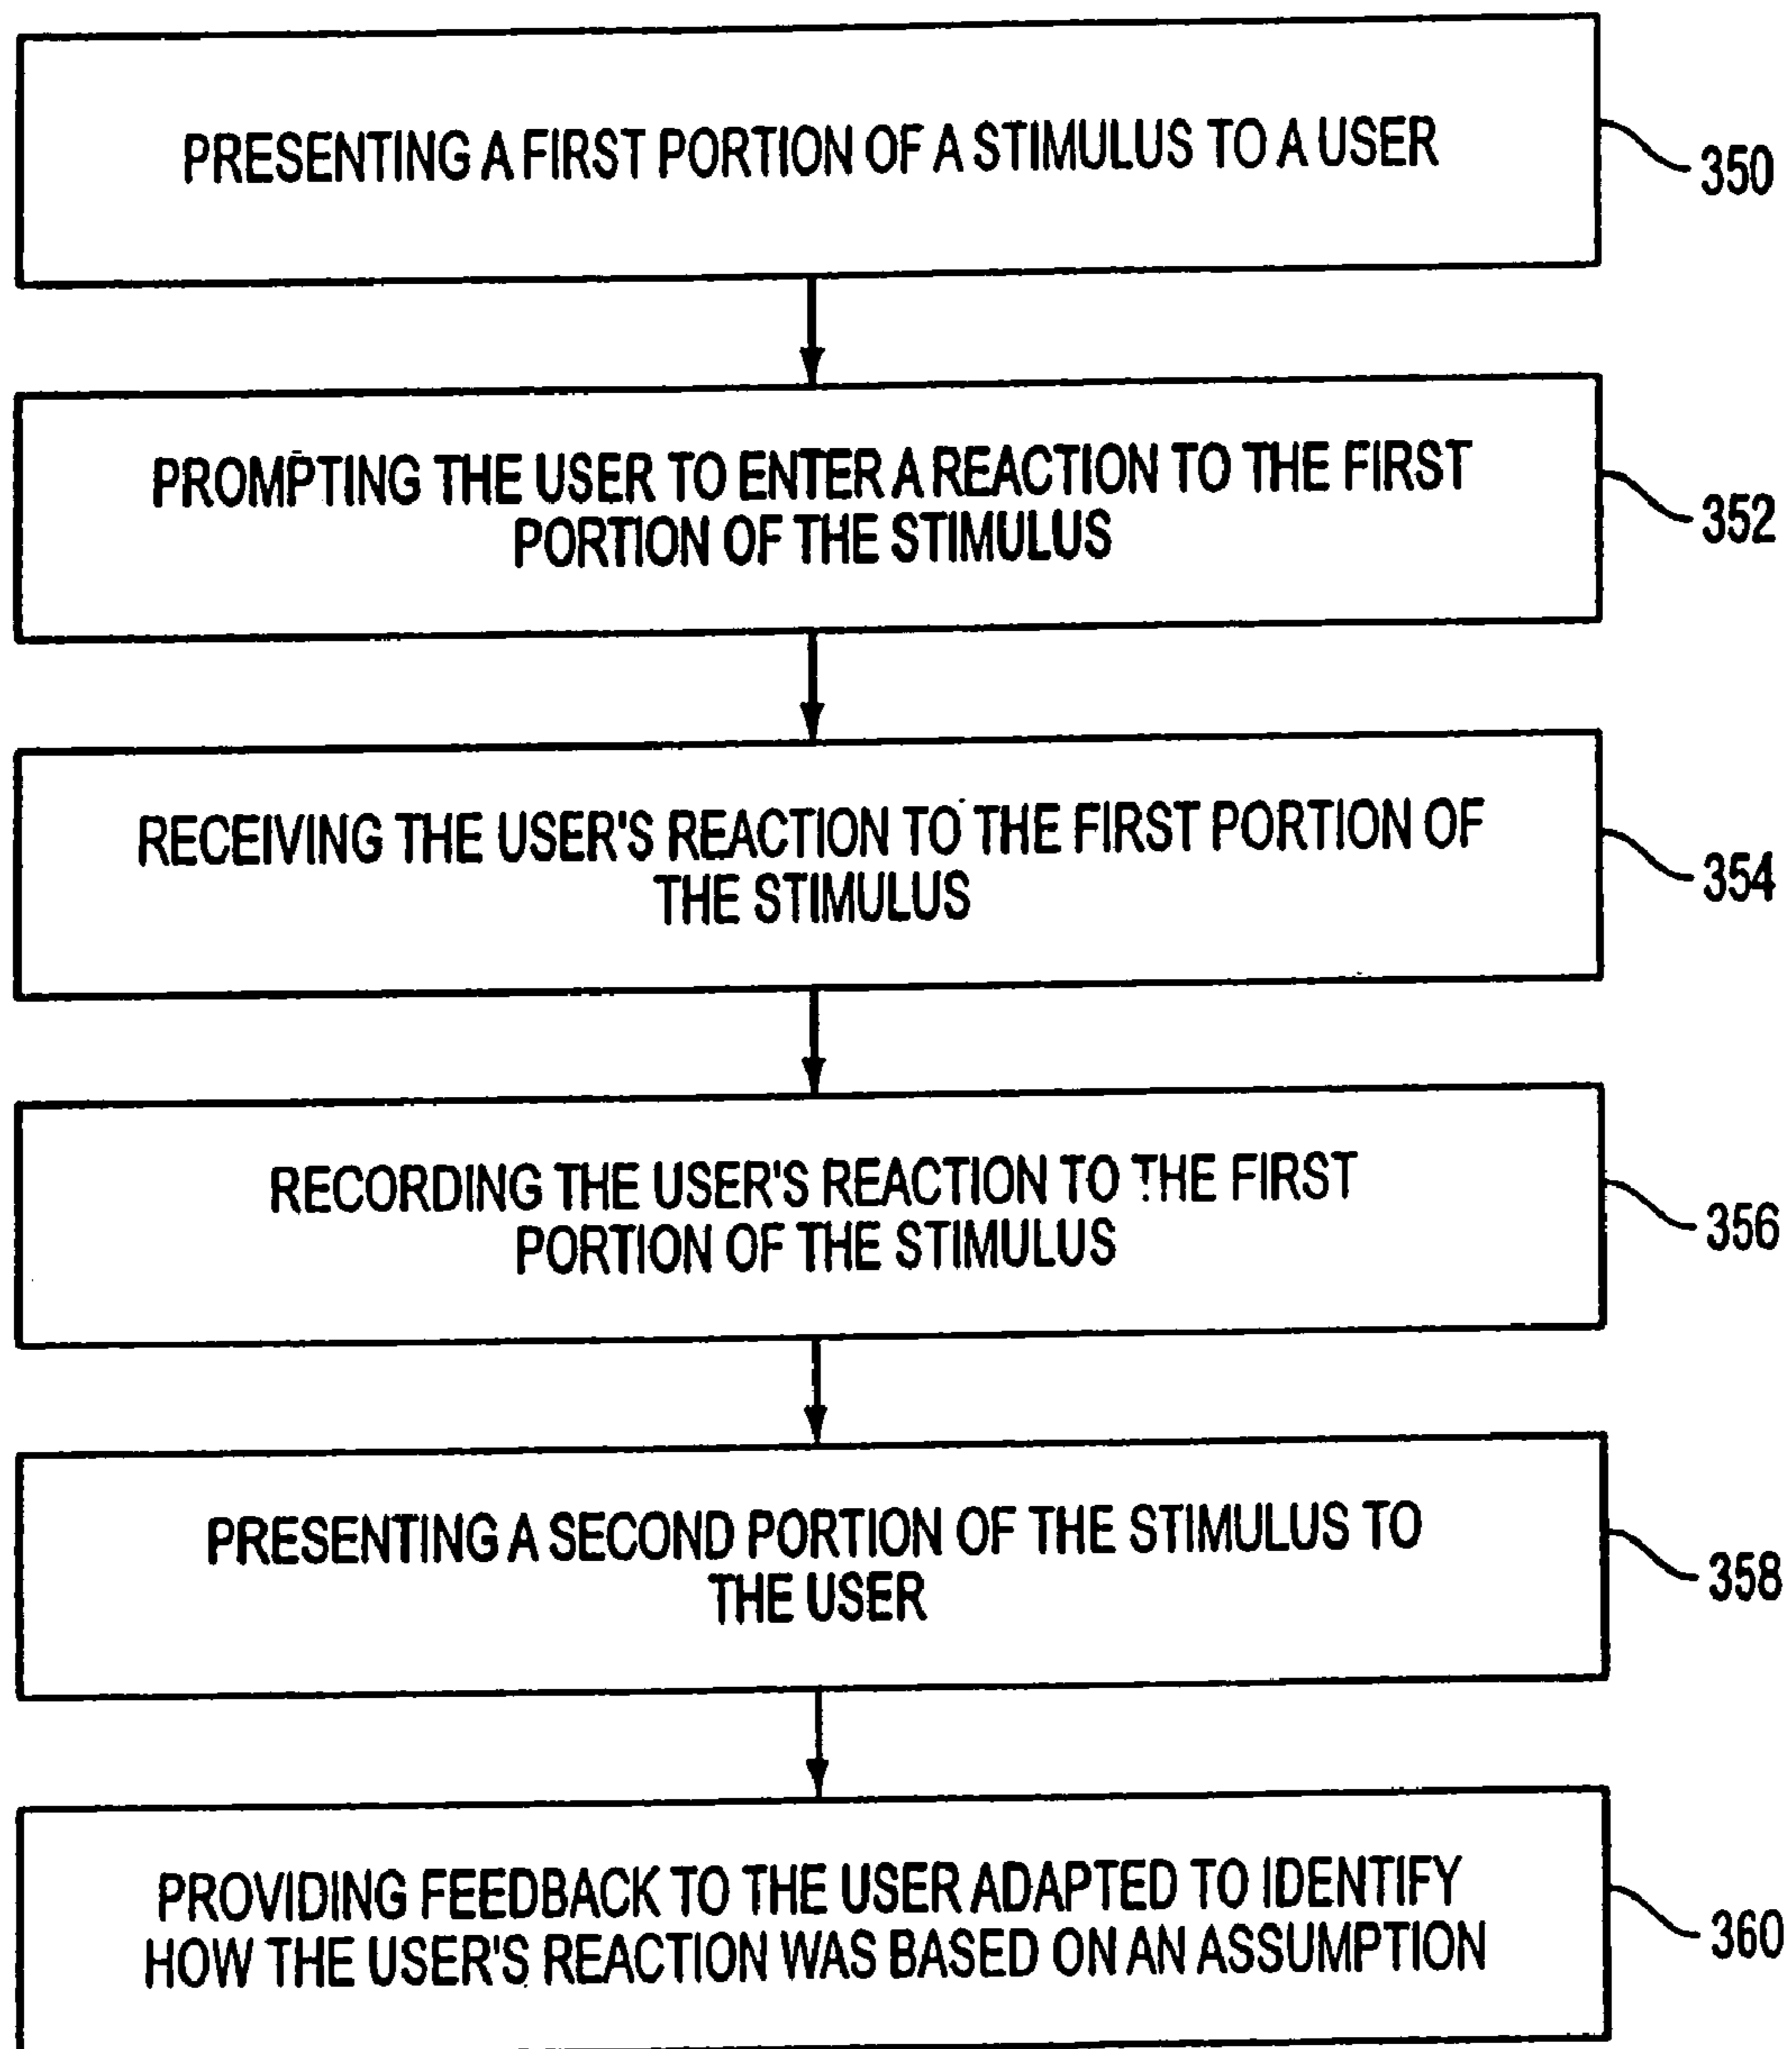 PRESENTING A FIRST PORTION OF A STIMULUS TO A USER
350
PROMPTING THE USER TO ENTER A REACTION TO THE FIRST
PORTION OF THE STIMULUS
352
RECEIVING THE USER'S REACTION TO THE FIRST PORTION OF
THE STIMULUS
354
RECORDING THE USER'S REACTION TO THE FIRST
PORTION OF THE STIMULUS
356
PRESENTING A SECOND PORTION OF THE STIMULUS TO
THE USER
358
PROVIDING FEEDBACK TO THE USER ADAPTED TO IDENTIFY
HOW THE USER'S REACTION WAS BASED ON AN ASSUMPTION
360